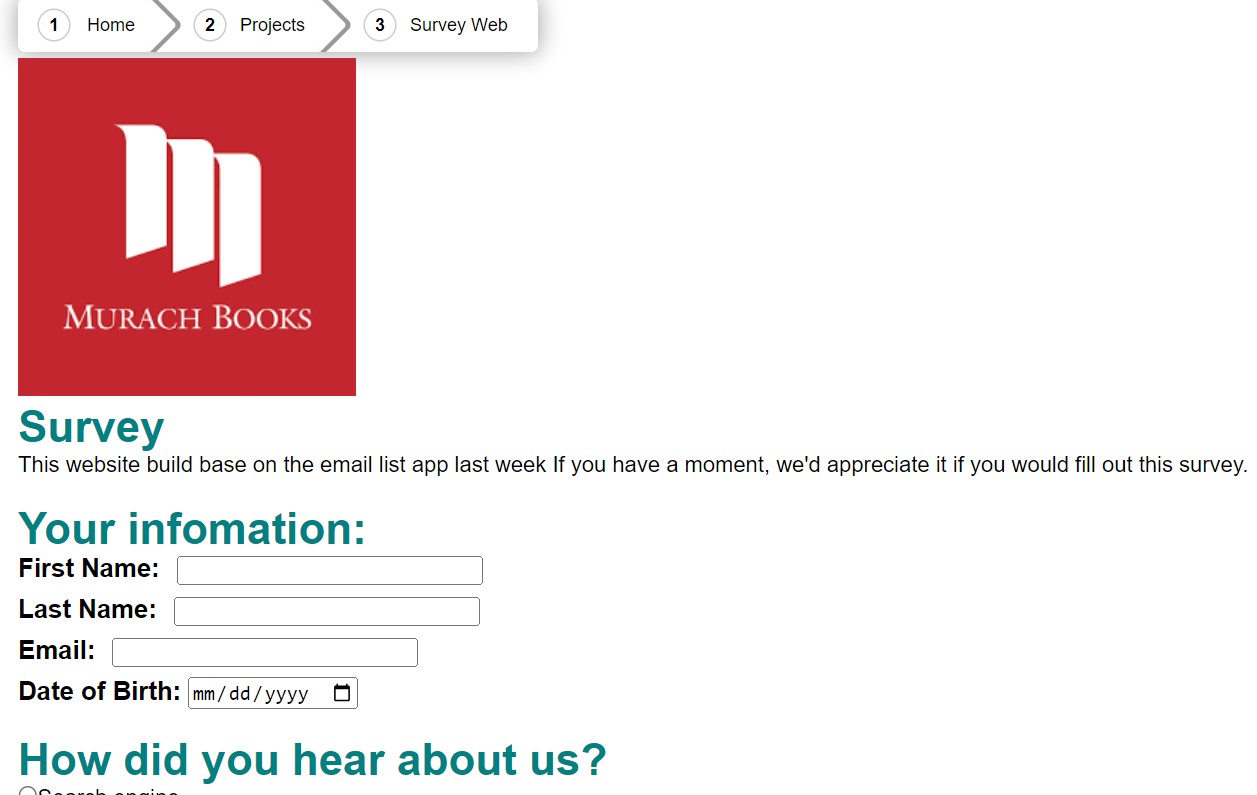 1 Home 2 Projects 3 Survey Web
MURACH BOOKS
Survey
This website build base on the email list app last week If you have a moment, we'd appreciate it if you would fill out this survey.
Your infomation:
First Name:
Last Name:
Email:
Date of Birth: mm/dd/yyyy
How did you hear about us?
Search engine